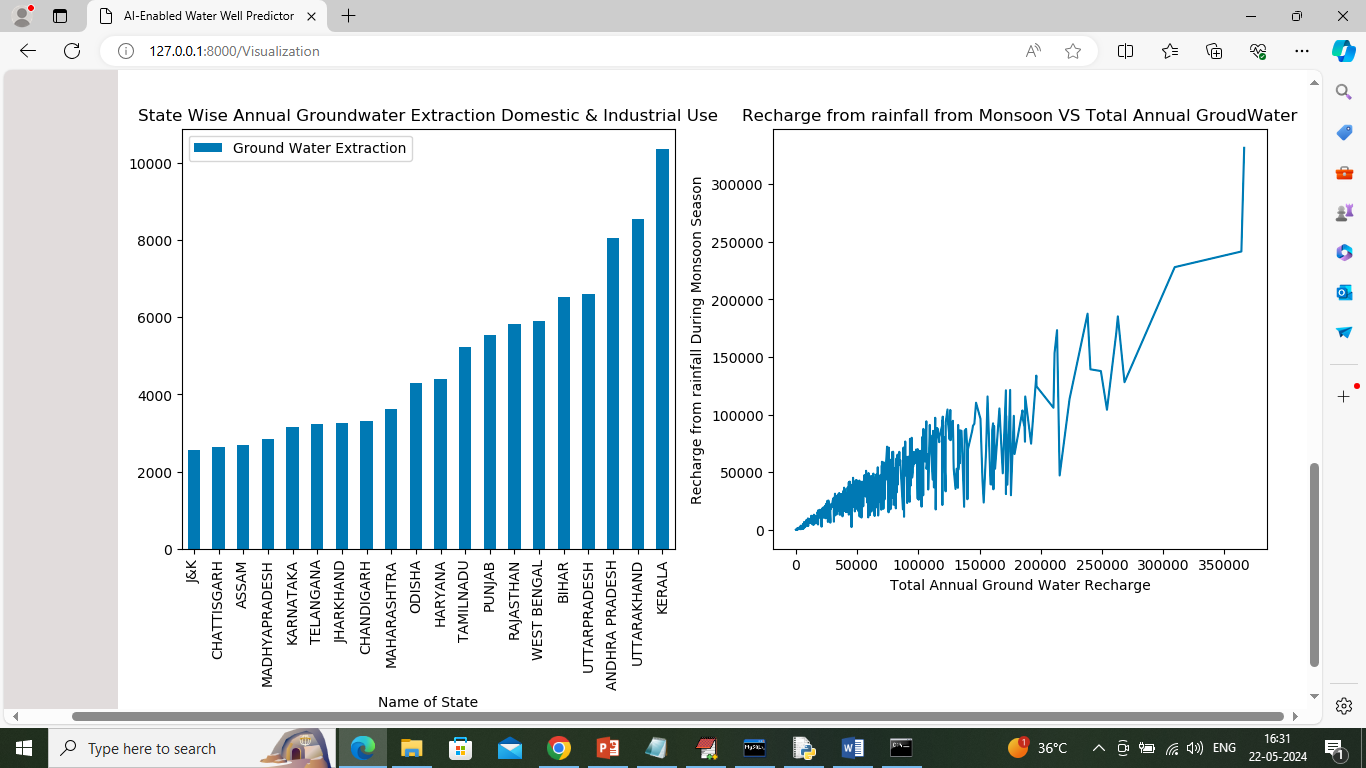 AI-Enabled Water Well Predictor
127.0.0.1:8000/Visualization
State Wise Annual Groundwater Extraction Domestic & Industrial Use
Ground Water Extraction
10000
8000
6000
4000
2000
0
J&K
CHATTISGARH
ASSAM
MADHYAPRADESH
KARNATAKA
TELANGANA
JHARKHAND
CHANDIGARH
MAHARASHTRA
ODISHA
HARYANA
TAMILNADU
PUNJAB
RAJASTHAN
WEST BENGAL
BIHAR
UTTARPRADESH
ANDHRA PRADESH
UTTARAKHAND
KERALA
Name of State
Recharge from rainfall from Monsoon VS Total Annual GroudWater
Recharge from rainfall During Monsoon Season
300000
250000
200000
150000
100000
50000
0
0 50000 100000 150000 200000 250000 300000 350000
Total Annual Ground Water Recharge
Type here to search
1
36°C
ENG
16:31
22-05-2024
1